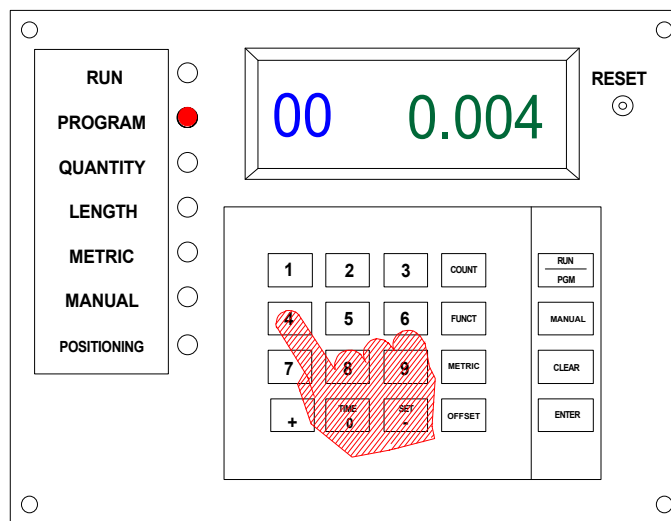 RUN
PROGRAM
QUANTITY
LENGTH
METRIC
MANUAL
POSITIONING
00 0.004
RESET
1 2 3 COUNT
4 5 6 FUNCT
7 8 9 METRIC
+ TIME 0 SET - OFFSET
RUN
PGM
MANUAL
CLEAR
ENTER